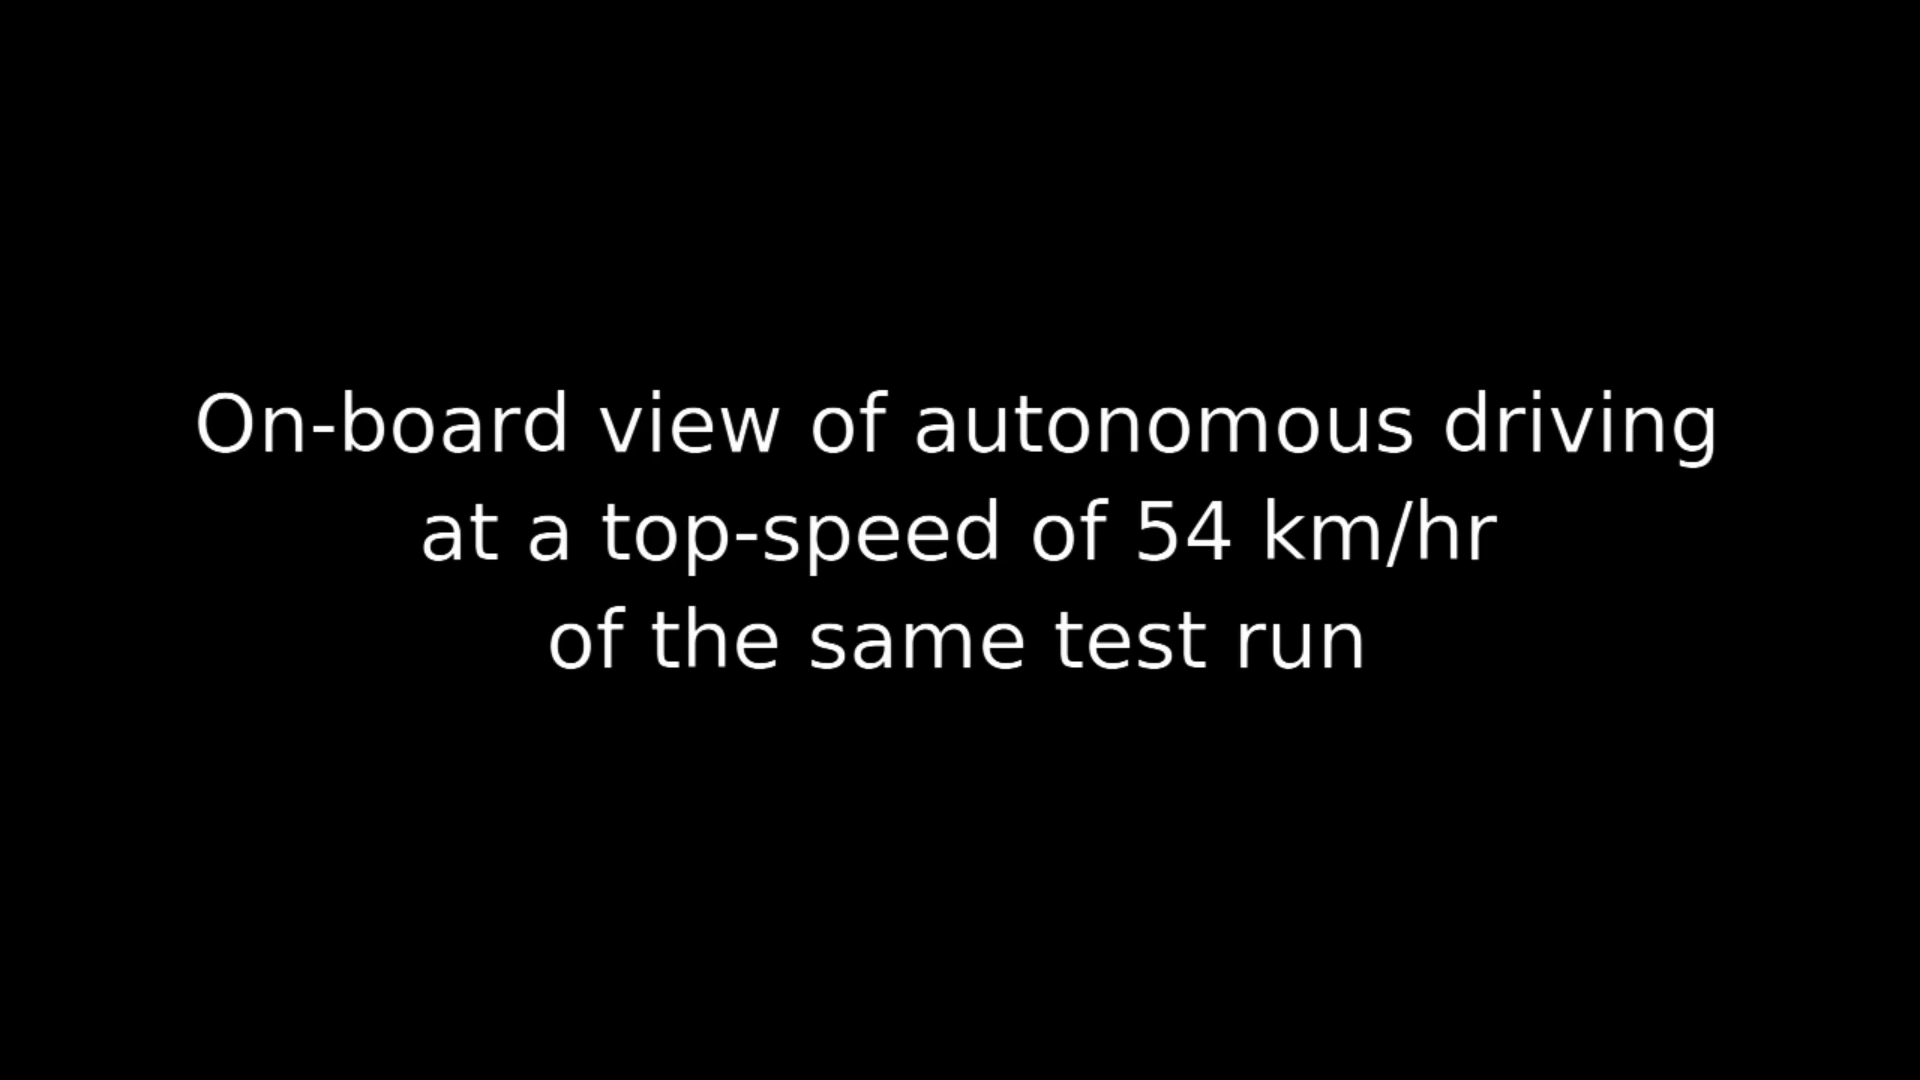 On-board view of autonomous driving
at a top-speed of 54 km/hr
of the same test run